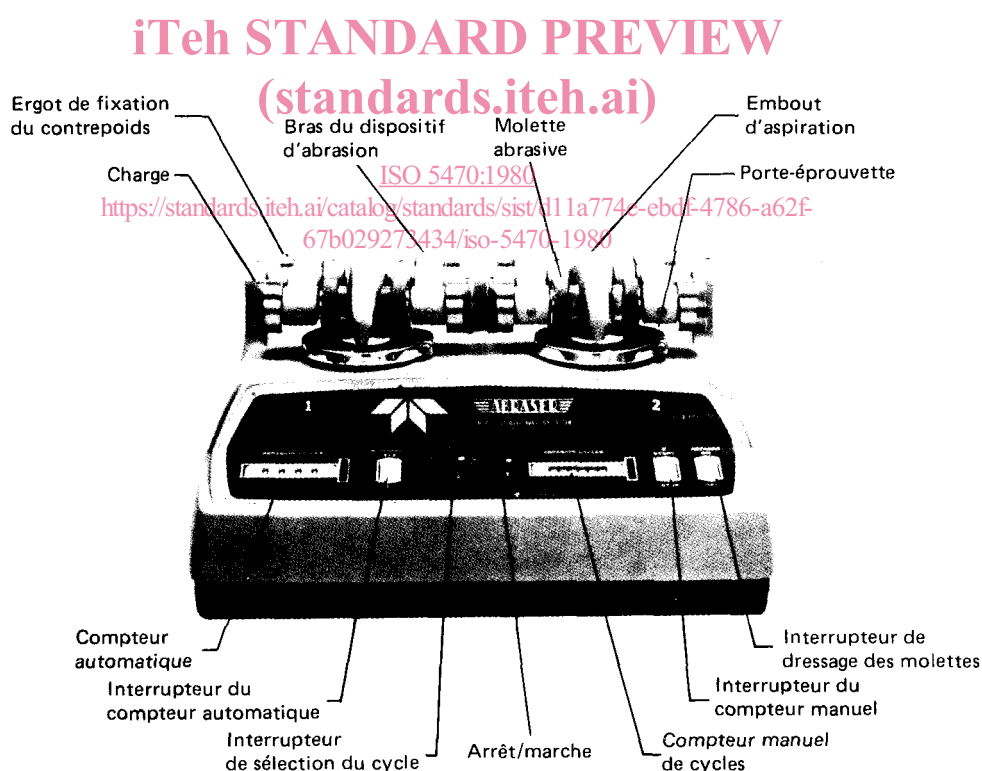 iTeh STANDARD PREVIEW
(standards.iteh.ai)
Ergot de fixation
du contrepoids
Bras du dispositif
d'abrasion
Molette
abrasive
Embout
d'aspiration
Charge
ISO 5470:1980
Porte-éprouvette
https://standards.iteh.ai/catalog/standards/sist/d11a774c-ebdf-4786-a62f-
67b029273434/iso-5470-1980
1
ABRASER
2
Compteur
automatique
Interrupteur du
compteur automatique
Interrupteur
de sélection du cycle
Arrêt/marche
Compteur manuel
de cycles
Interrupteur du
compteur manuel
Interrupteur de
dressage des molettes